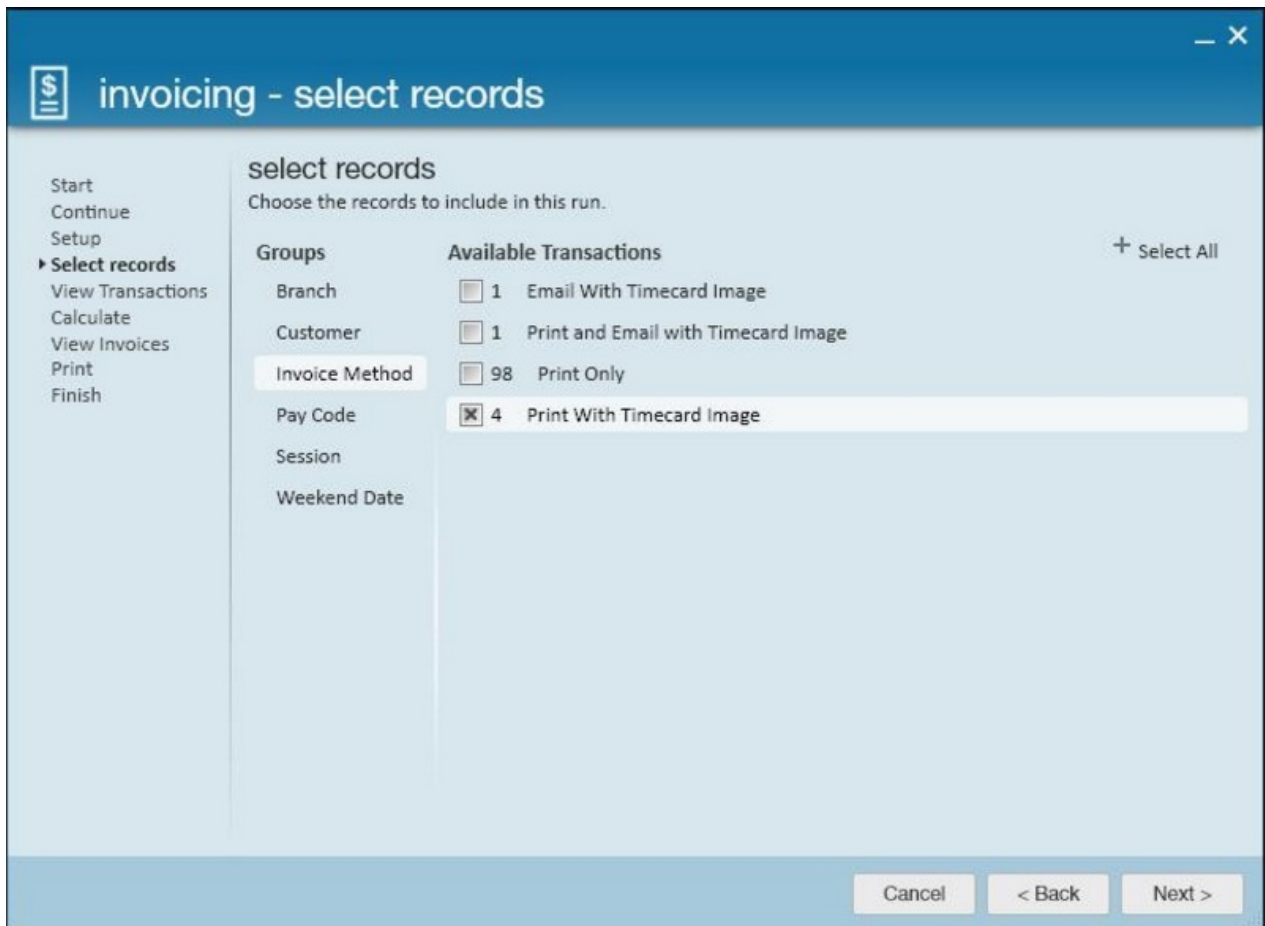 invoicing - select records
Start
Continue
Setup
Select records
View Transactions
Calculate
View Invoices
Print
Finish
select records
Choose the records to include in this run.
Groups
Branch
Customer
Invoice Method
Pay Code
Session
Weekend Date
Available Transactions
+ Select All
1 Email With Timecard Image
1 Print and Email with Timecard Image
98 Print Only
4 Print With Timecard Image
Cancel
< Back
Next >